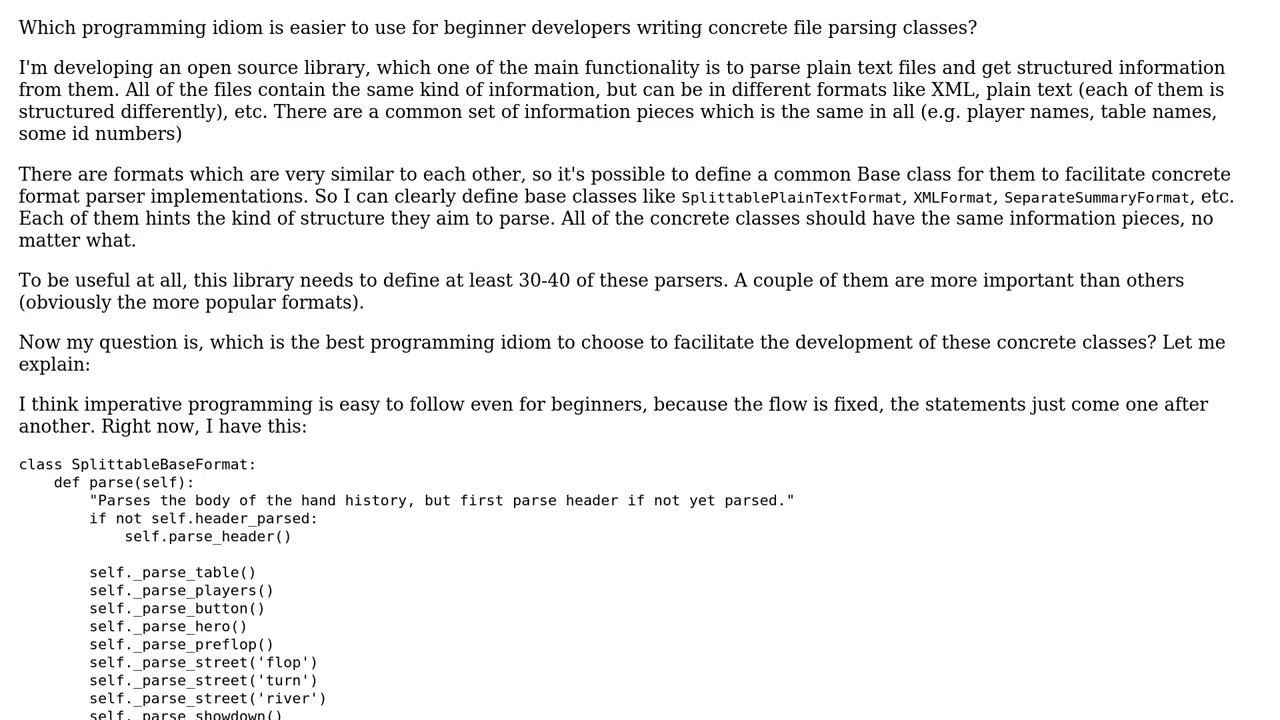 Which programming idiom is easier to use for beginner developers writing concrete file parsing classes?
I'm developing an open source library, which one of the main functionality is to parse plain text files and get structured information
from them. All of the files contain the same kind of information, but can be in different formats like XML, plain text (each of them is
structured differently), etc. There are a common set of information pieces which is the same in all (e.g. player names, table names,
some id numbers)
There are formats which are very similar to each other, so it's possible to define a common Base class for them to facilitate concrete
format parser implementations. So I can clearly define base classes like SplittablePlainTextFormat, XMLFormat, SeparateSummaryFormat, etc.
Each of them hints the kind of structure they aim to parse. All of the concrete classes should have the same information pieces, no
matter what.
To be useful at all, this library needs to define at least 30-40 of these parsers. A couple of them are more important than others
(obviously the more popular formats).
Now my question is, which is the best programming idiom to choose to facilitate the development of these concrete classes? Let me
explain:
I think imperative programming is easy to follow even for beginners, because the flow is fixed, the statements just come one after
another. Right now, I have this:
class SplittableBaseFormat:
    def parse(self):
        "Parses the body of the hand history, but first parse header if not yet parsed."
        if not self.header_parsed:
            self.parse_header()
        self._parse_table()
        self._parse_players()
        self._parse_button()
        self._parse_hero()
        self._parse_preflop()
        self._parse_street('flop')
        self._parse_street('turn')
        self._parse_street('river')
        self._parse_showdown()